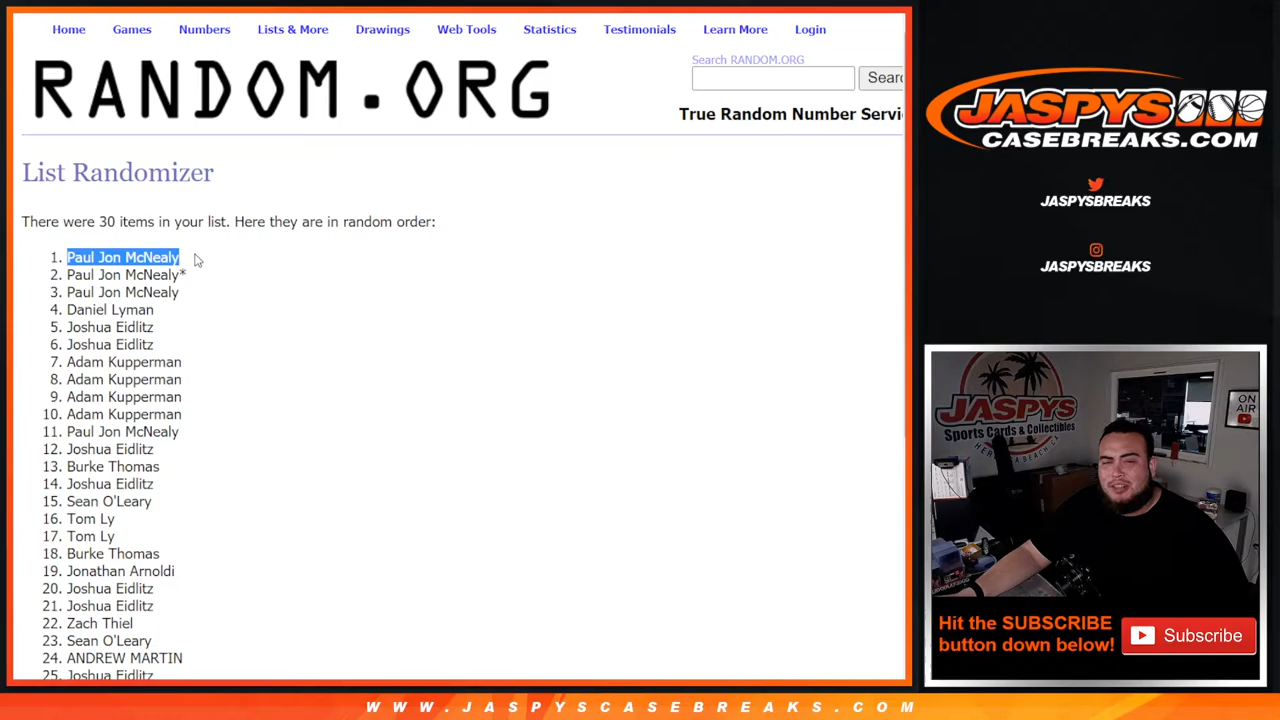 Home Games Numbers Lists & More Drawings Web Tools Statistics Testimonials Learn More Login
RANDOM.ORG
Search RANDOM.ORG
Searc
True Random Number Servi
List Randomizer
There were 30 items in your list. Here they are in random order:
1. Paul Jon McNealy
2. Paul Jon McNealy*
3. Paul Jon McNealy
4. Daniel Lyman
5. Joshua Eidlitz
6. Joshua Eidlitz
7. Adam Kupperman
8. Adam Kupperman
9. Adam Kupperman
10. Adam Kupperman
11. Paul Jon McNealy
12. Joshua Eidlitz
13. Burke Thomas
14. Joshua Eidlitz
15. Sean O'Leary
16. Tom Ly
17. Tom Ly
18. Burke Thomas
19. Jonathan Arnoldi
20. Joshua Eidlitz
21. Joshua Eidlitz
22. Zach Thiel
23. Sean O'Leary
24. ANDREW MARTIN
25. Joshua Eidlitz
JASPYS
CASEBREAKS.COM
JASPYSBREAKS
JASPYSBREAKS
JASPYS
Sports Cards & Collectibles
ON
AIR
Hit the SUBSCRIBE
button down below!
Subscribe
WWW.JASPYSCASEBREAKS.COM